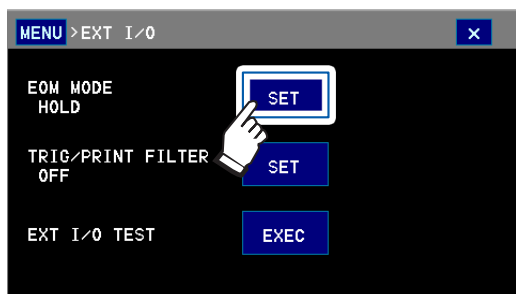 MENU >EXT I/O ×
EOM MODE
HOLD
SET
TRIG/PRINT FILTER
OFF
SET
EXT I/O TEST
EXEC